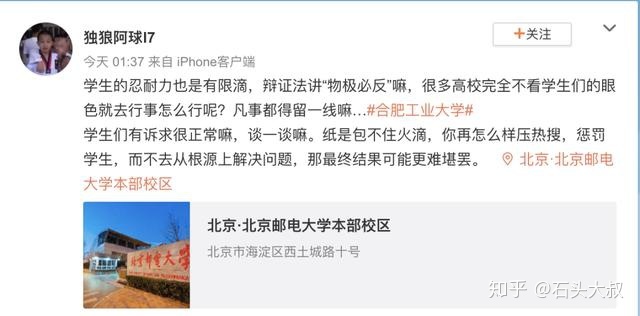 独狼阿球I7
+关注
今天 01:37 来自 iPhone客户端
学生的忍耐力也是有限滴，辩证法讲“物极必反”嘛，很多高校完全不看学生们的眼
色就去行事怎么行呢？凡事都得留一线嘛...#合肥工业大学#
学生们有诉求很正常嘛，谈一谈嘛。纸是包不住火滴，你再怎么样压热搜，惩罚
学生，而不去从根源上解决问题，那最终结果可能更难堪罢。 北京·北京邮电
大学本部校区
北京·北京邮电大学本部校区
北京市海淀区西土城路十号
北京邮电大学
知乎 @石头大叔